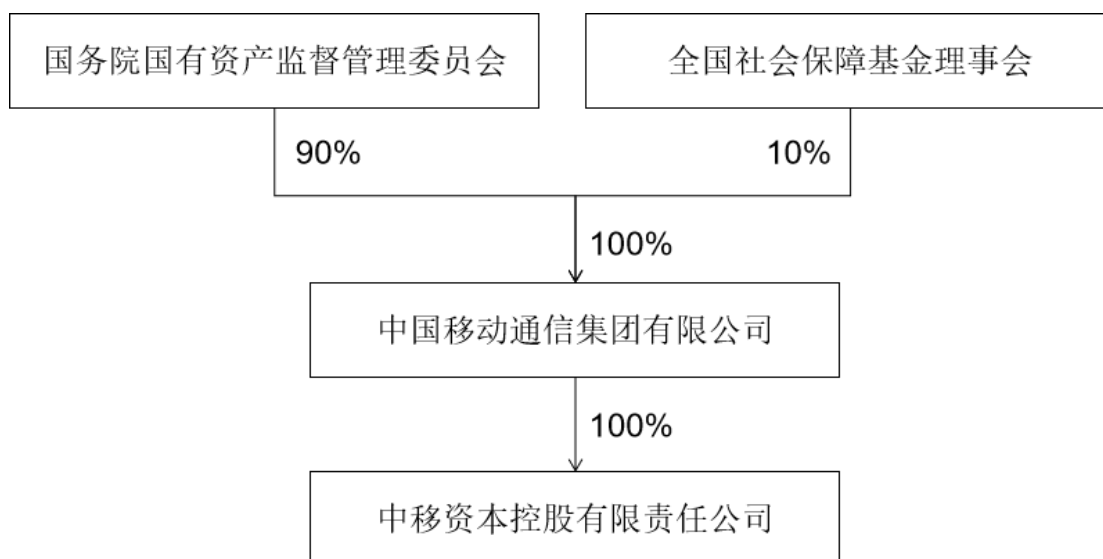 国务院国有资产监督管理委员会
全国社会保障基金理事会
90%
10%
100%
中国移动通信集团有限公司
100%
中移资本控股有限责任公司